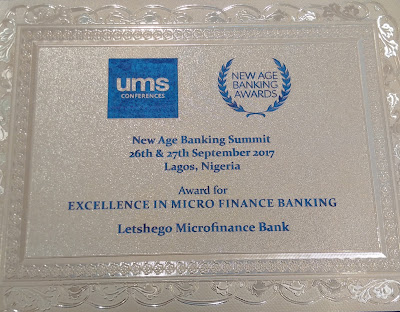 ums
CONFERENCES
NEW AGE
BANKING
AWARDS
New Age Banking Summit
26th & 27th September 2017
Lagos, Nigeria
Award for
EXCELLENCE IN MICRO FINANCE BANKING
Letshego Microfinance Bank